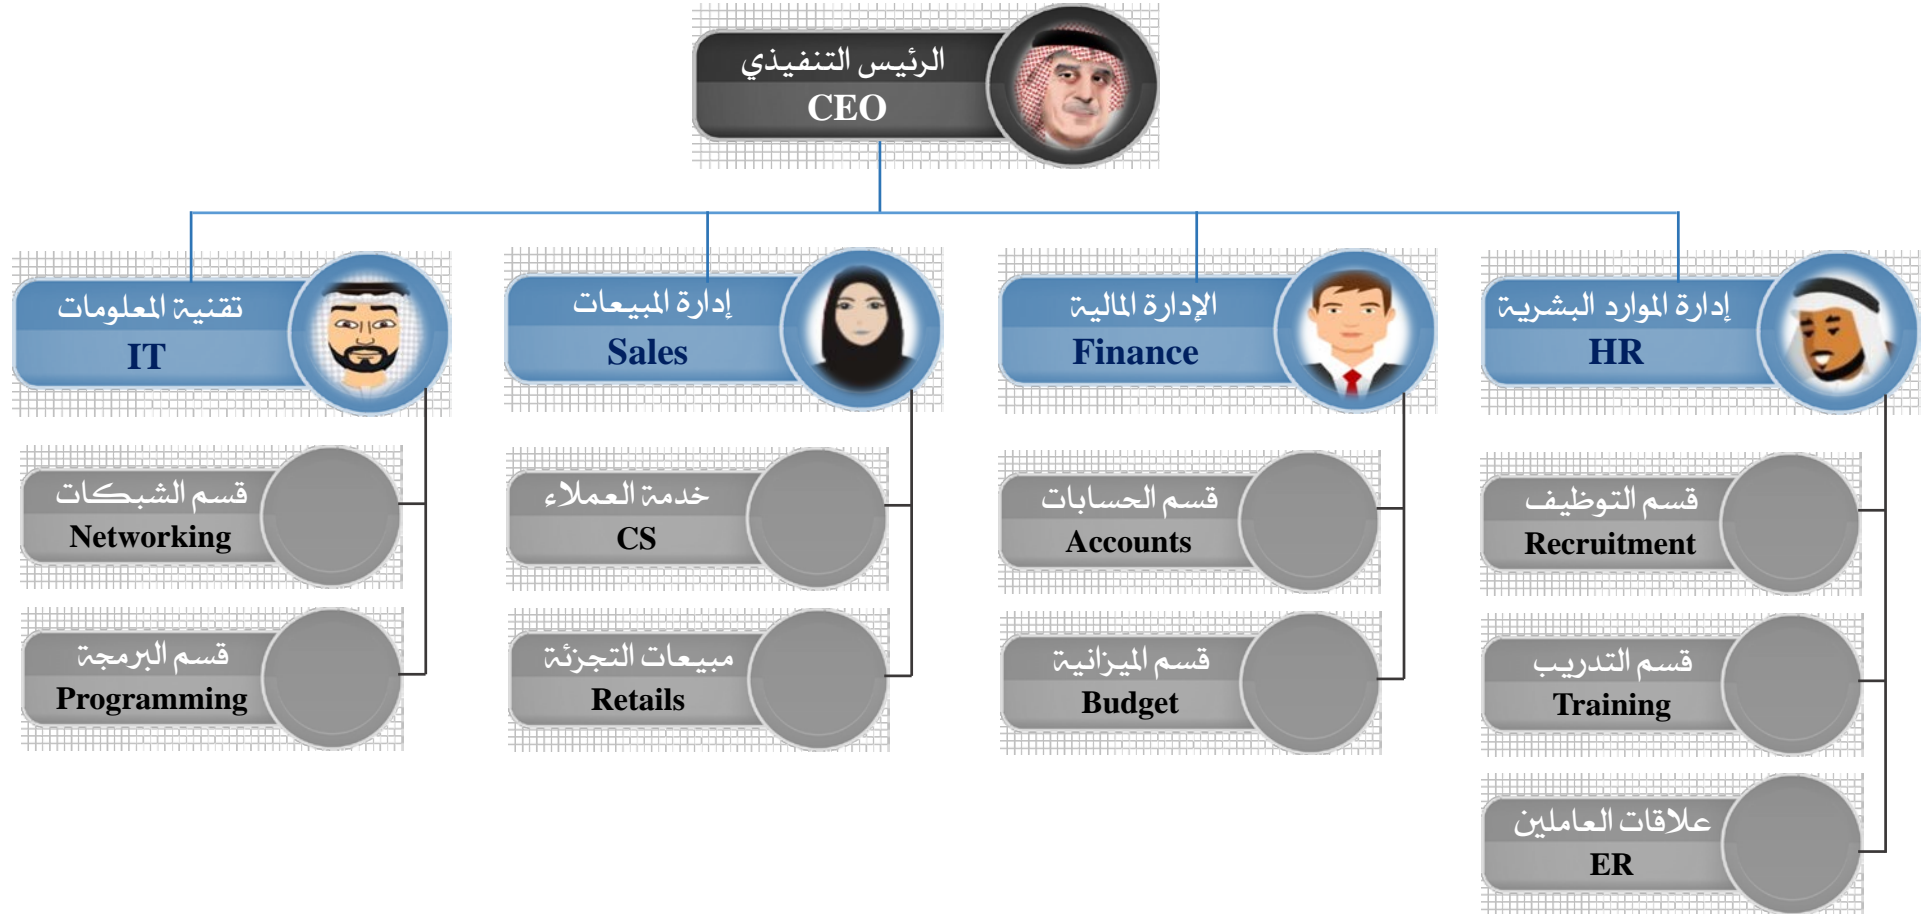 الرئيس التنفيذي
CEO
إدارة الموارد البشرية
HR
الإدارة المالية
Finance
إدارة المبيعات
Sales
تقنية المعلومات
IT
قسم التوظيف
Recruitment
قسم التدريب
Training
علاقات العاملين
ER
قسم الحسابات
Accounts
قسم الميزانية
Budget
خدمة العملاء
CS
مبيعات التجزئة
Retails
قسم الشبكات
Networking
قسم البرمجة
Programming